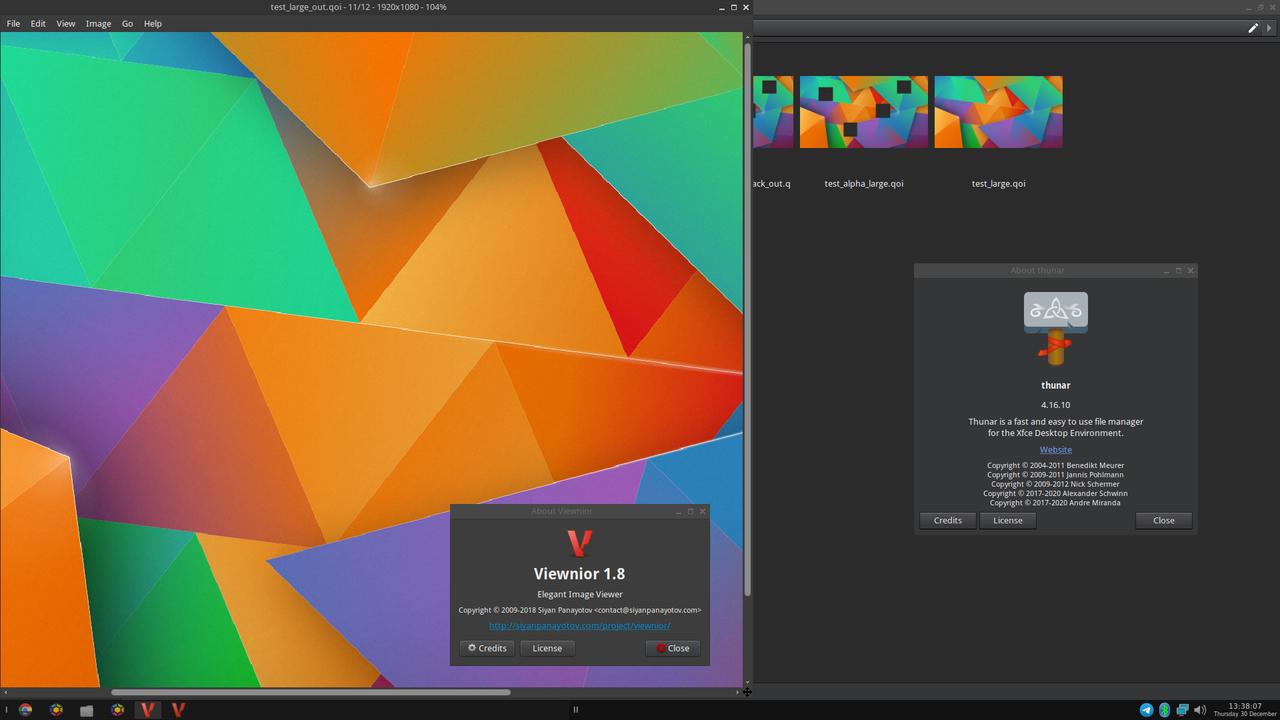 test_large_out.qoi - 11/12 - 1920x1080 - 104%
File Edit View Image Go Help
ack_out.q
test_alpha_large.qoi
test_large.qoi
About thunar
thunar
4.16.10
Thunar is a fast and easy to use file manager
for the Xfce Desktop Environment.
Website
Copyright © 2004-2011 Benedikt Meurer
Copyright © 2009-2011 Jannis Pohlmann
Copyright © 2009-2012 Nick Schermer
Copyright © 2017-2020 Alexander Schwinn
Copyright © 2017-2020 Andre Miranda
Credits License Close
About Viewnior
Viewnior 1.8
Elegant Image Viewer
Copyright © 2009-2018 Siyan Panayotov <contact@siyanpanayotov.com>
http://siyanpanayotov.com/project/viewnior/
Credits License Close
13:38:07
Thursday 30 December